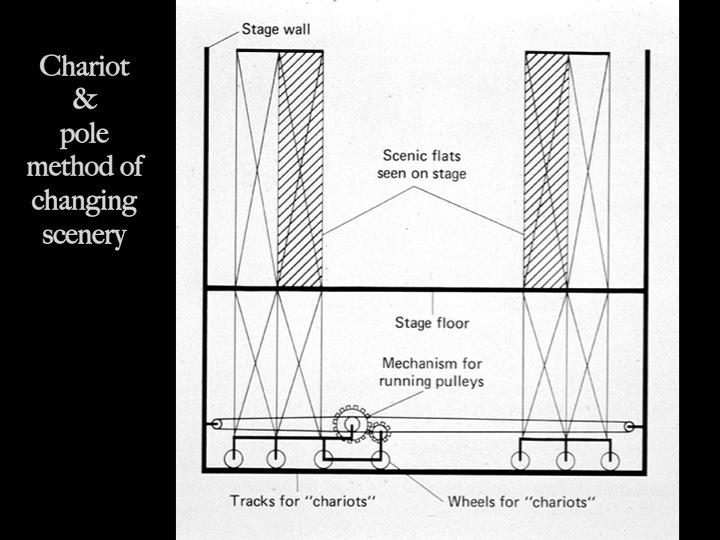 Chariot
&
pole
method of
changing
scenery
Stage wall
Scenic flats
seen on stage
Stage floor
Mechanism for
running pulleys
Tracks for "chariots"
Wheels for "chariots"